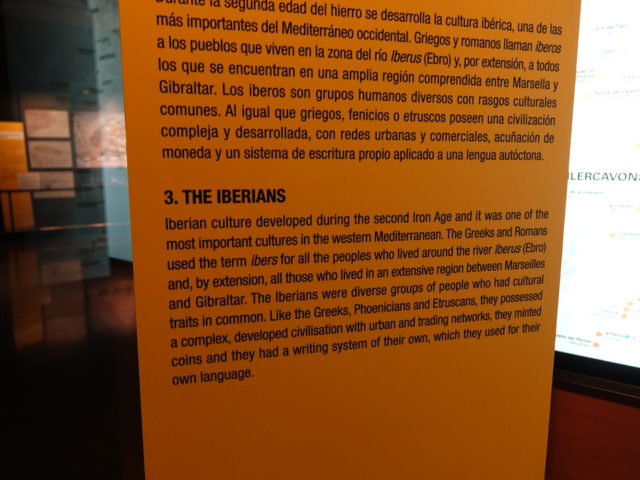 Durante la segunda edad del hierro se desarrolla la cultura ibérica, una de las
más importantes del Mediterráneo occidental. Griegos y romanos llaman íberos
a los pueblos que viven en la zona del río Iberus (Ebro) y, por extensión, a todos
los que se encuentran en una amplia región comprendida entre Marsella y
Gibraltar. Los iberos son grupos humanos diversos con rasgos culturales
comunes. Al igual que griegos, fenicios o etruscos poseen una civilización
compleja y desarrollada, con redes urbanas y comerciales, acuñación de
moneda y un sistema de escritura propio aplicado a una lengua autóctona.
3. THE IBERIANS
Iberian culture developed during the second Iron Age and it was one of the
most important cultures in the western Mediterranean. The Greeks and Romans
used the term ibers for all the peoples who lived around the river Iberus (Ebro)
and, by extension, all those who lived in an extensive region between Marseilles
and Gibraltar. The Iberians were diverse groups of people who had cultural
traits in common. Like the Greeks, Phoenicians and Etruscans, they possessed
a complex, developed civilisation with urban and trading networks, they minted
coins and they had a writing system of their own, which they used for their
own language.
ILERCAVONS